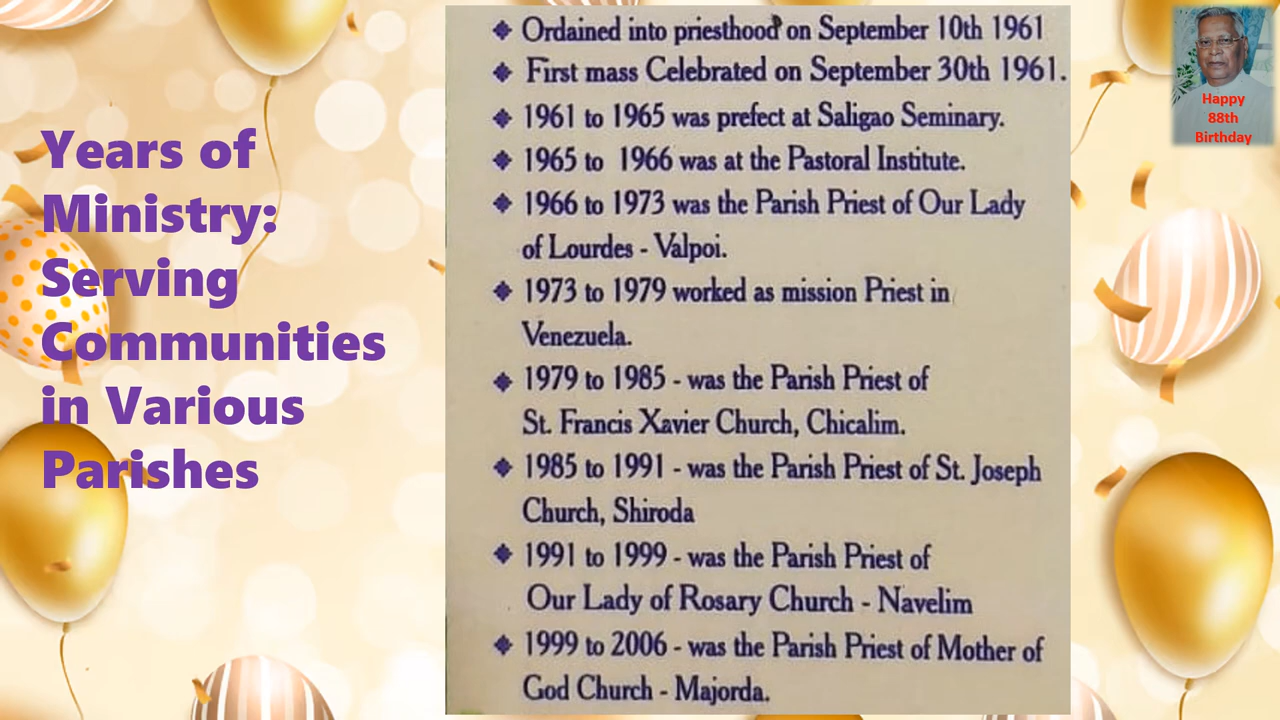 Years of
Ministry:
Serving
Communities
in Various
Parishes
❖ Ordained into priesthood on September 10th 1961
❖ First mass Celebrated on September 30th 1961.
❖ 1961 to 1965 was prefect at Saligao Seminary.
❖ 1965 to 1966 was at the Pastoral Institute.
❖ 1966 to 1973 was the Parish Priest of Our Lady
of Lourdes - Valpoi.
❖ 1973 to 1979 worked as mission Priest in
Venezuela.
❖ 1979 to 1985 - was the Parish Priest of
St. Francis Xavier Church, Chicalim.
❖ 1985 to 1991 - was the Parish Priest of St. Joseph
Church, Shiroda
❖ 1991 to 1999 - was the Parish Priest of
Our Lady of Rosary Church - Navelim
❖ 1999 to 2006 - was the Parish Priest of Mother of
God Church - Majorda.
Happy
88th
Birthday